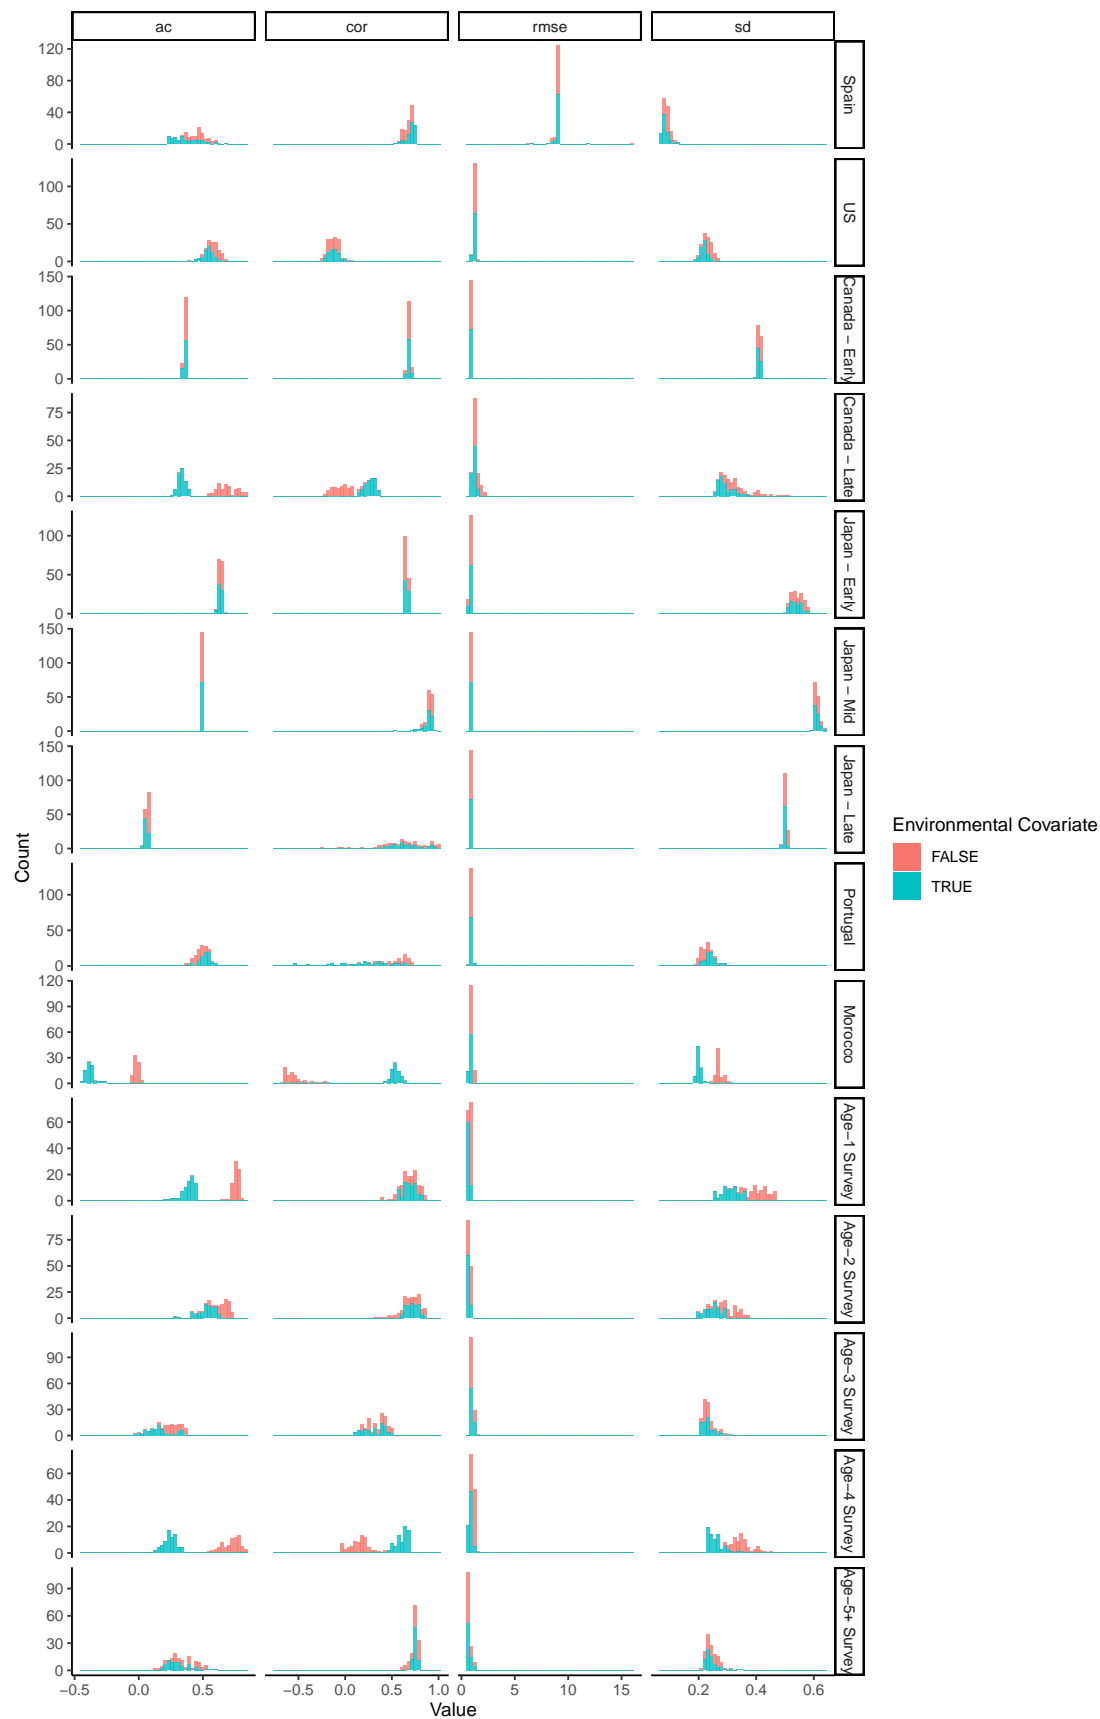 ac cor rmse sd
120
80
40
0
Spain
100
50
0
US
150
100
50
0
Canada − Early
75
50
25
0
Canada − Late
100
50
0
Japan − Early
150
100
50
0
Japan − Mid
150
100
50
0
Japan − Late
100
50
0
Portugal
120
90
60
30
0
Morocco
60
40
20
0
Age−1 Survey
75
50
25
0
Age−2 Survey
90
60
30
0
Age−3 Survey
60
40
20
0
Age−4 Survey
90
60
30
0
Age−5+ Survey
−0.5 0.0 0.5 −0.5 0.0 0.5 1.0 0 5 10 15 0.2 0.4 0.6
Value
Count
Environmental Covariate
FALSE
TRUE